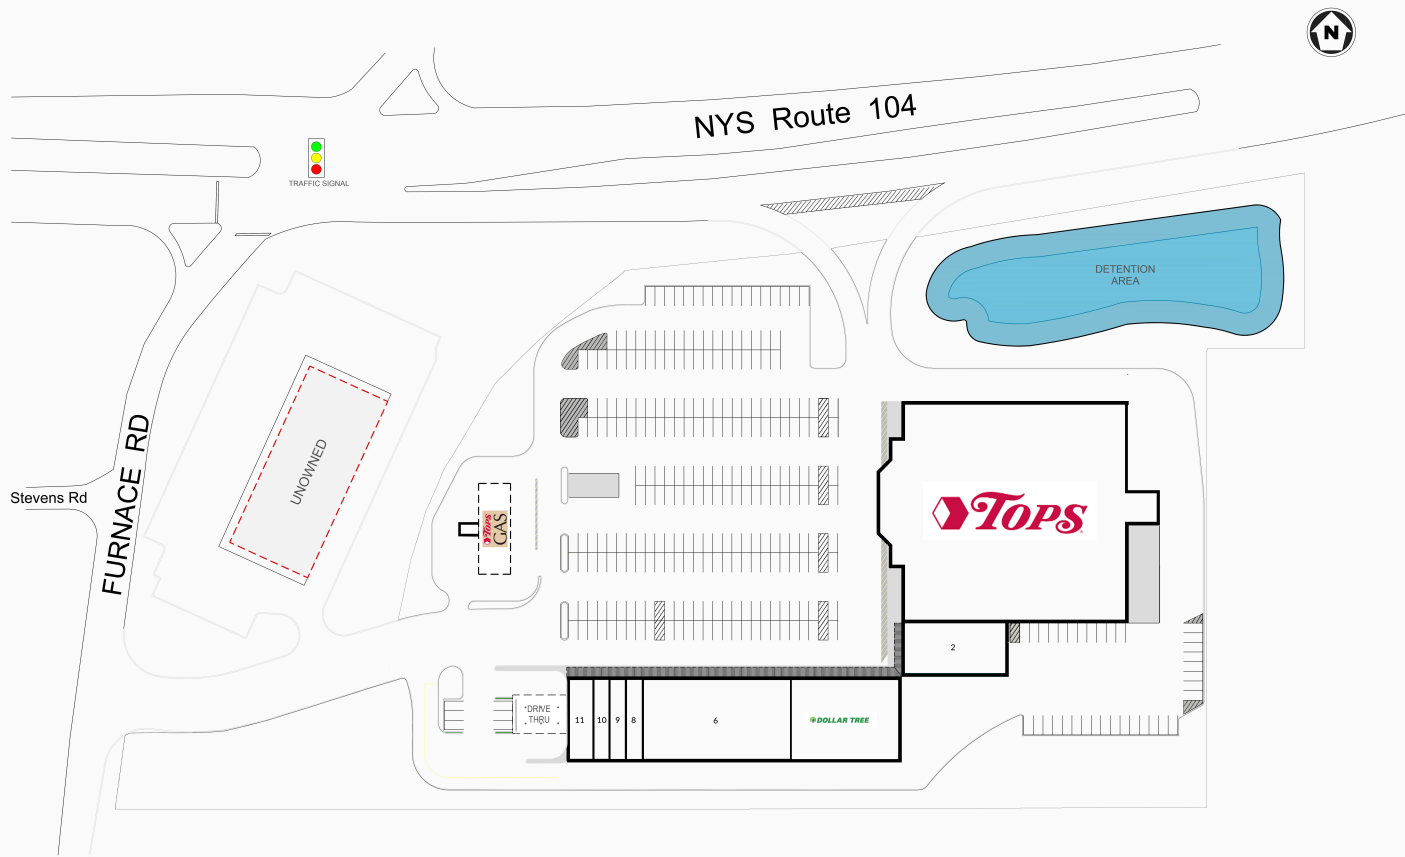 N
NYS Route 104
TRAFFIC SIGNAL
DETENTION
AREA
UNOWNED
FURNACE RD
Stevens Rd
TOPS
GAS
TOPS
2
DRIVE
THRU
11
10
9
8
6
DOLLAR TREE